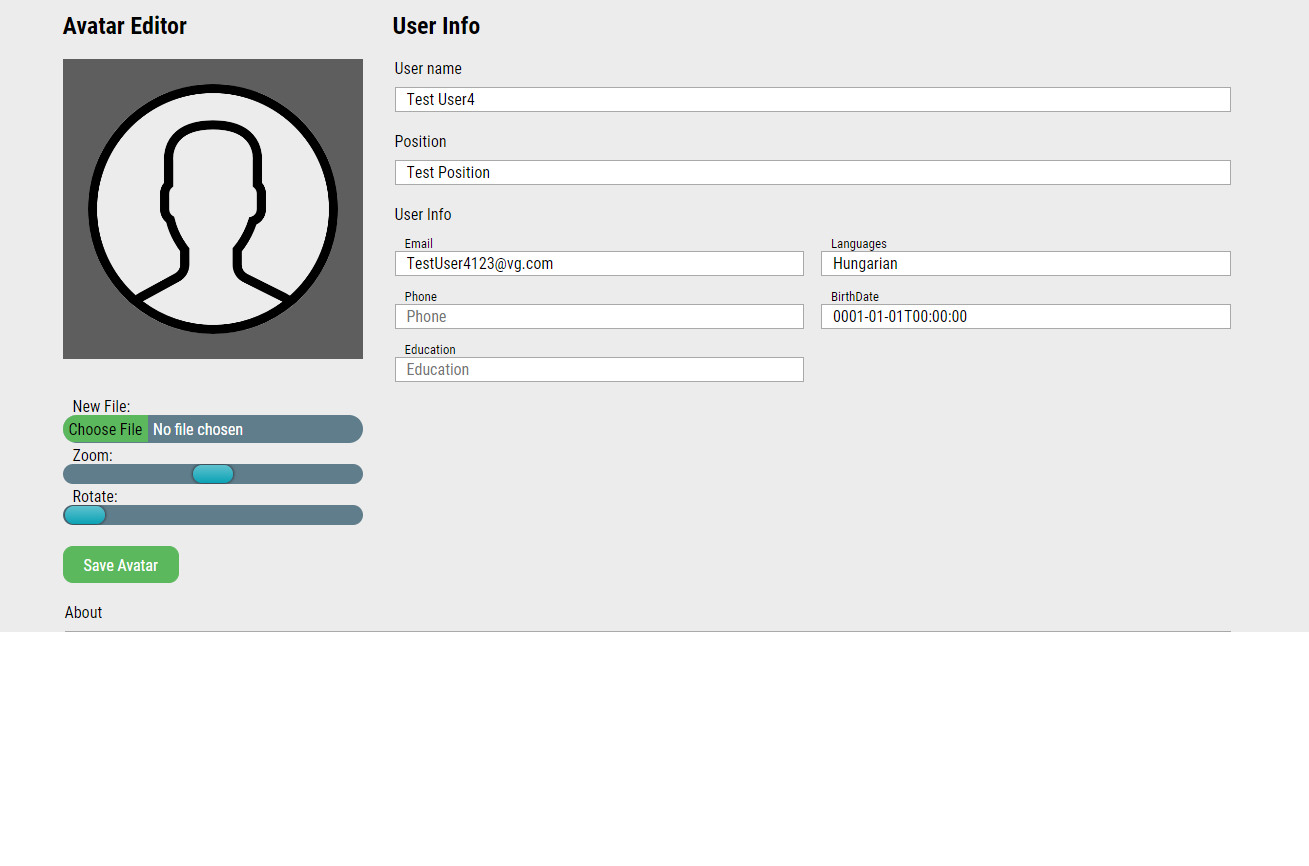 Avatar Editor
User Info
User name
Test User4
Position
Test Position
User Info
Email
Languages
TestUser4123@vg.com
Hungarian
Phone
BirthDate
Phone
0001-01-01T00:00:00
Education
Education
New File:
Choose File No file chosen
Zoom:
Rotate:
Save Avatar
About